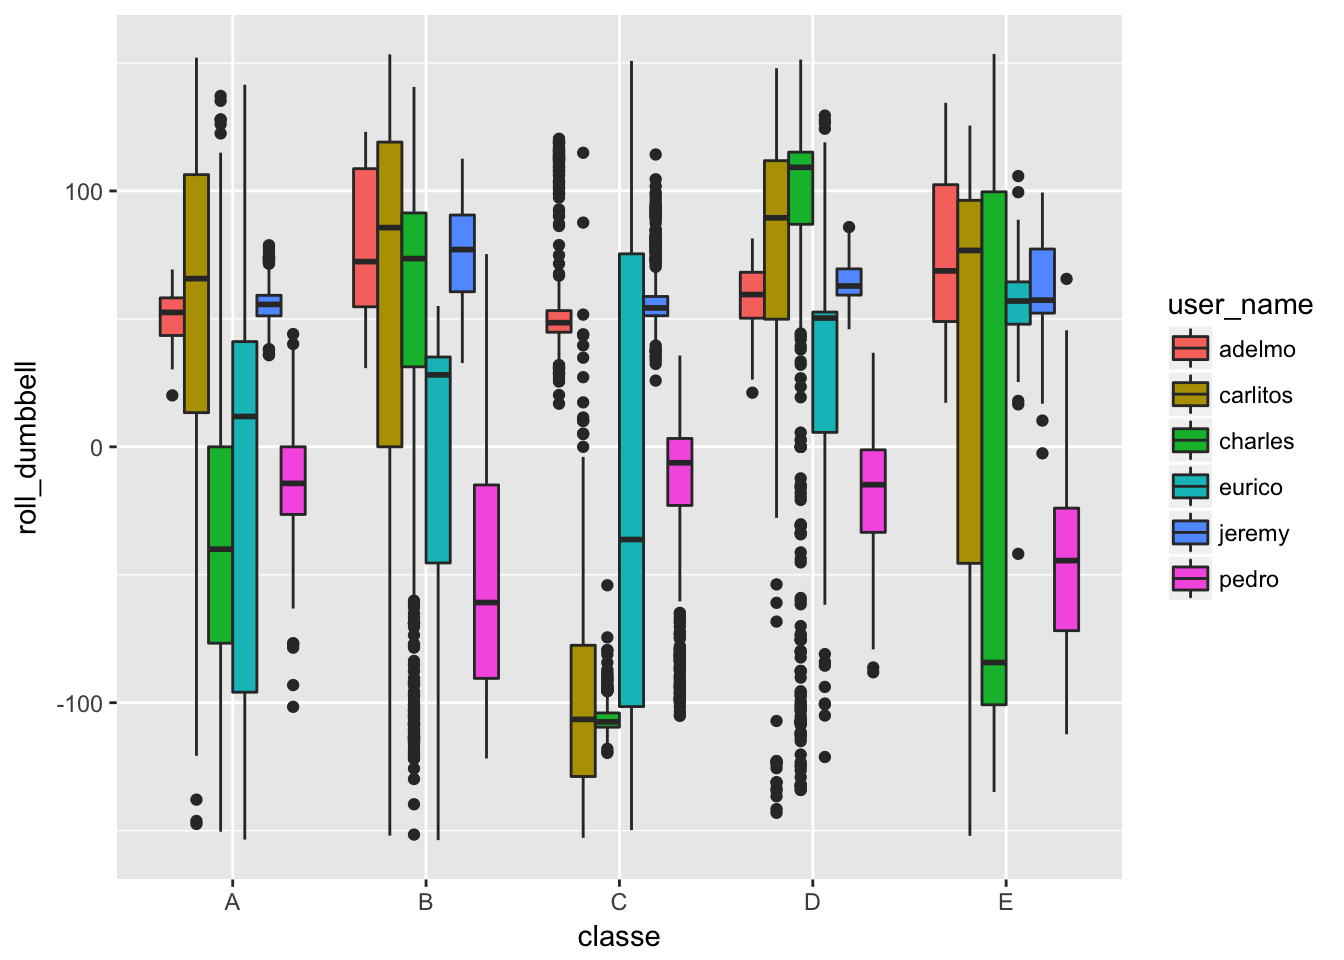 roll_dumbbell
100
0
-100
A B C D E
classe
user_name
adelmo
carlitos
charles
eurico
jeremy
pedro